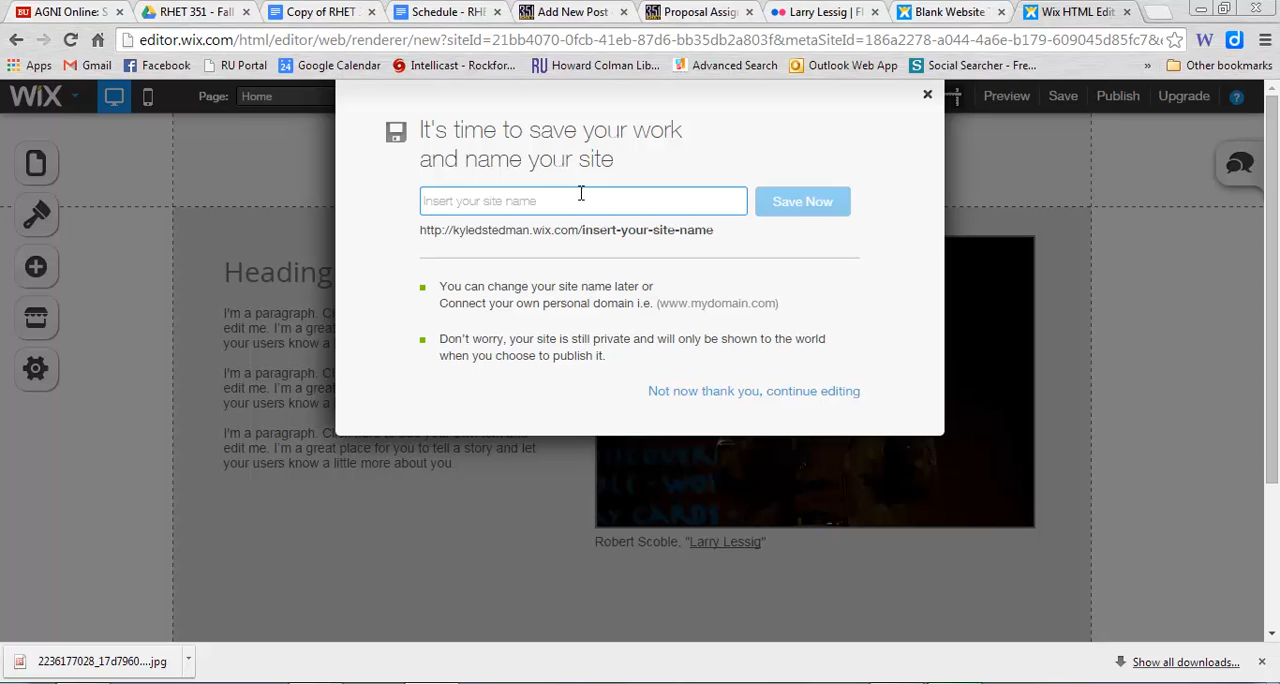 AGNI Online: S
RHET 351 - Fall
Copy of RHET
Schedule - RHE
Add New Post
Proposal Assig
Larry Lessig | Fl
Blank Website
Wix HTML Edit
editor.wix.com/html/editor/web/renderer/new?siteId=21bb4070-0fcb-41eb-87d6-bb35db2a803f&metaSiteId=186a2278-a044-4a6e-b179-609045d85fc7&e
Apps Gmail Facebook RU Portal Google Calendar Intellicast - Rockfor... Howard Colman Lib... Advanced Search Outlook Web App Social Searcher - Fre... » Other bookmarks
WiX Page: Home Preview Save Publish Upgrade ?
It's time to save your work
and name your site
Insert your site name Save Now
http://kyledstedman.wix.com/insert-your-site-name
You can change your site name later or
Connect your own personal domain i.e. (www.mydomain.com)
Don't worry, your site is still private and will only be shown to the world
when you choose to publish it.
Not now thank you, continue editing
Heading
I'm a paragraph. C
edit me. I'm a grea
your users know a
I'm a paragraph. C
edit me. I'm a grea
your users know a
I'm a paragraph.
edit me. I'm a great place for you to tell a story and let
your users know a little more about you.
Robert Scoble, "Larry Lessig"
2236177028_17d7960....jpg
Show all downloads...